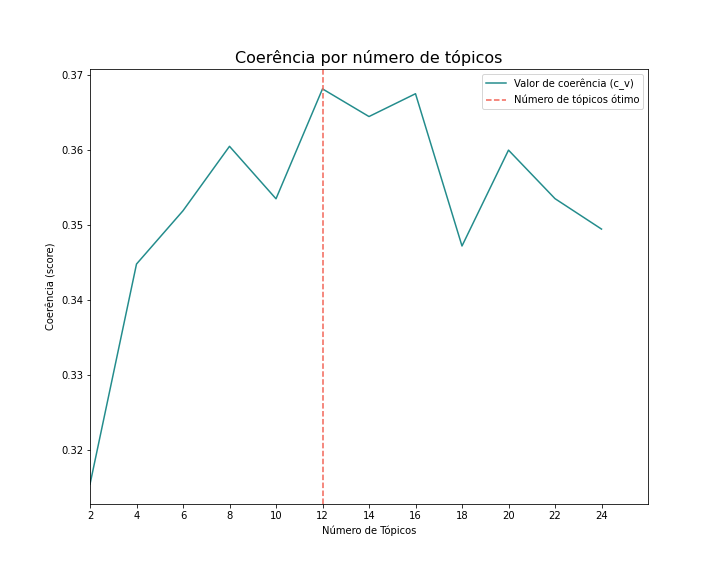 Coerência por número de tópicos
Valor de coerência (c_v)
Número de tópicos ótimo
0.37
0.36
0.35
0.34
0.33
0.32
Coerência (score)
2 4 6 8 10 12 14 16 18 20 22 24
Número de Tópicos